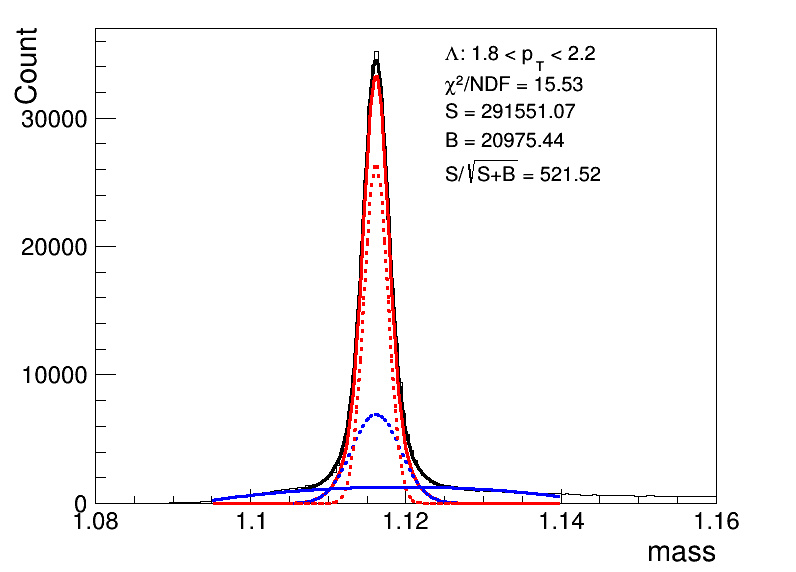 Count
Λ: 1.8 < p_T < 2.2
χ²/NDF = 15.53
S = 291551.07
B = 20975.44
S/√S+B = 521.52
30000
20000
10000
0
1.08 1.1 1.12 1.14 1.16
mass